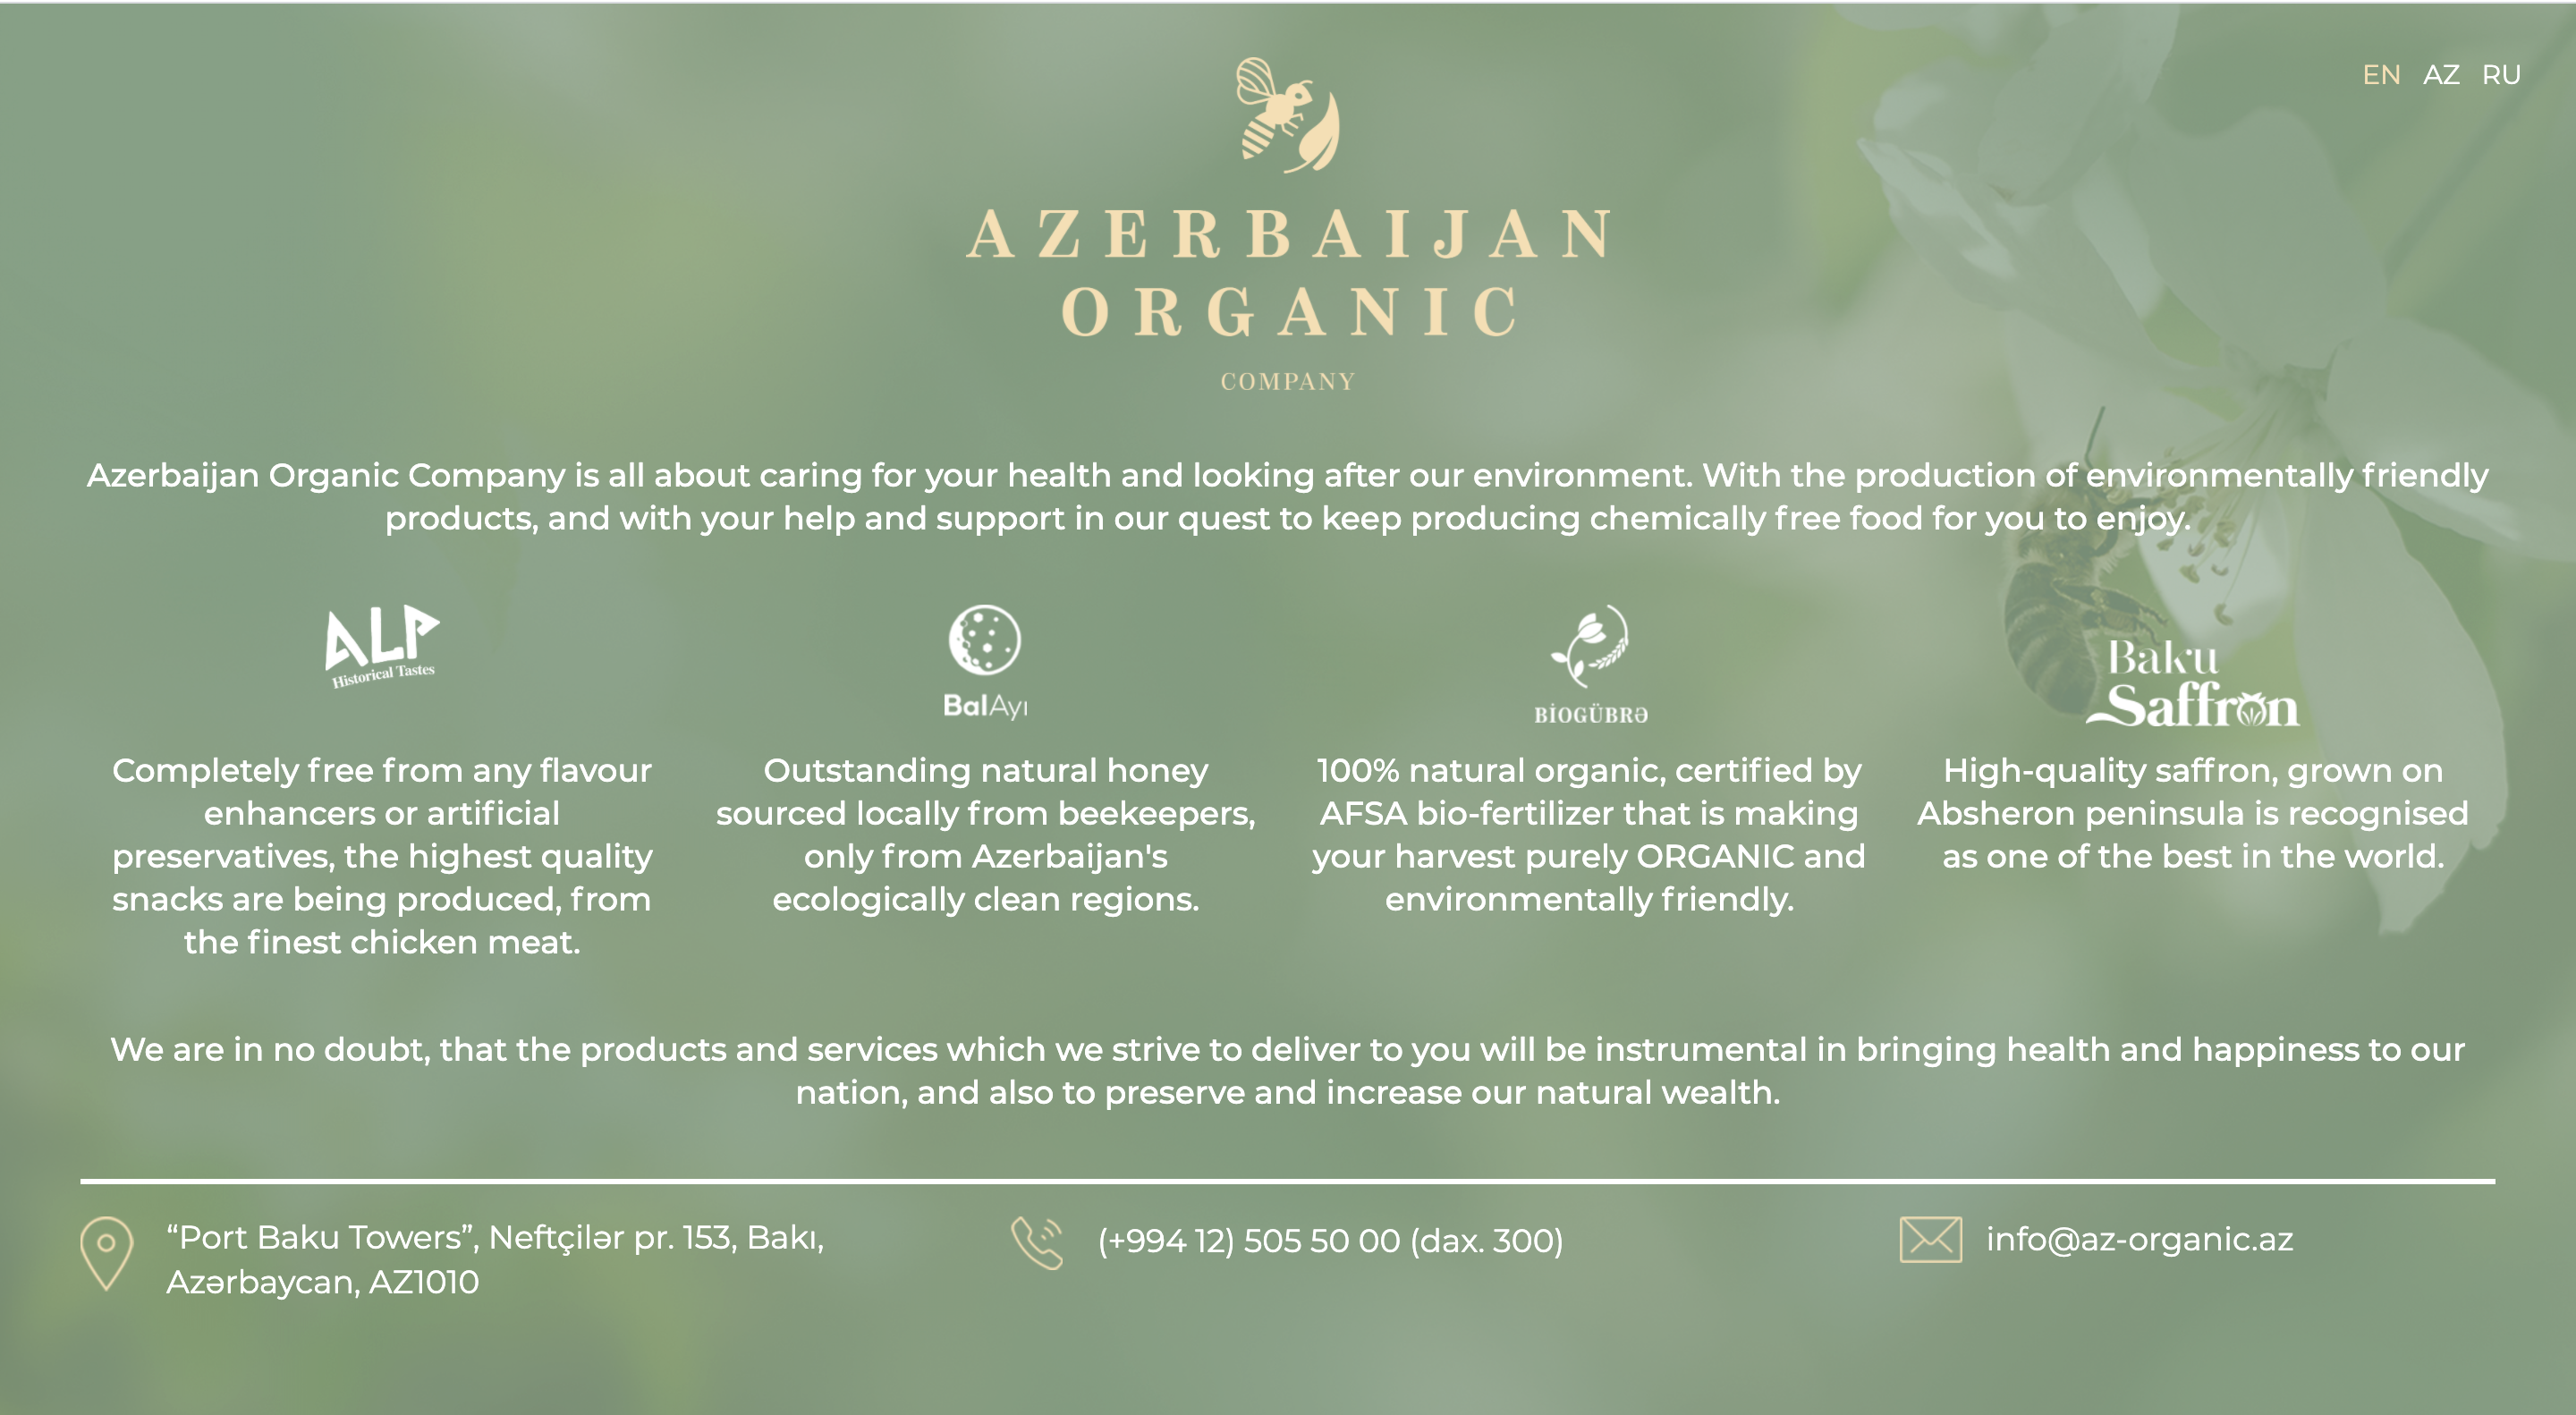 EN AZ RU
AZERBAIJAN
ORGANIC
COMPANY
Azerbaijan Organic Company is all about caring for your health and looking after our environment. With the production of environmentally friendly
products, and with your help and support in our quest to keep producing chemically free food for you to enjoy.
ALP
Historical Tastes
Completely free from any flavour
enhancers or artificial
preservatives, the highest quality
snacks are being produced, from
the finest chicken meat.
BalAyı
Outstanding natural honey
sourced locally from beekeepers,
only from Azerbaijan's
ecologically clean regions.
BİOGÜBRƏ
100% natural organic, certified by
AFSA bio-fertilizer that is making
your harvest purely ORGANIC and
environmentally friendly.
Baku
Saffron
High-quality saffron, grown on
Absheron peninsula is recognised
as one of the best in the world.
We are in no doubt, that the products and services which we strive to deliver to you will be instrumental in bringing health and happiness to our
nation, and also to preserve and increase our natural wealth.
“Port Baku Towers”, Neftçilər pr. 153, Bakı,
Azərbaycan, AZ1010
(+994 12) 505 50 00 (dax. 300)
info@az-organic.az